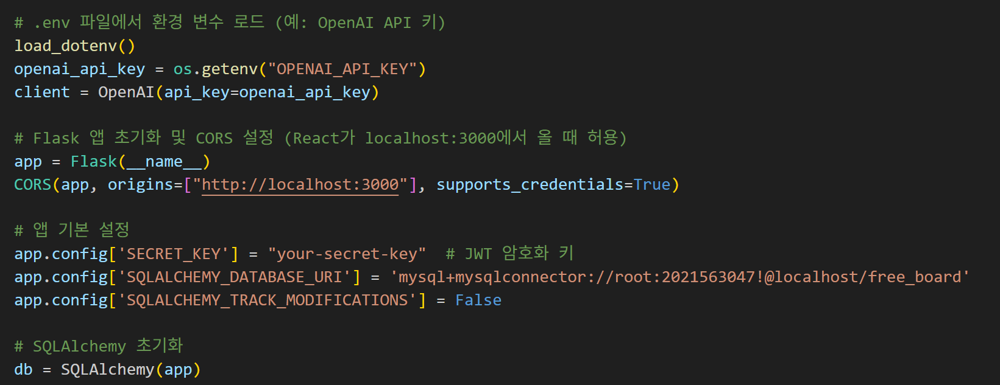 # .env 파일에서 환경 변수 로드 (예: OpenAI API 키)
load_dotenv()
openai_api_key = os.getenv("OPENAI_API_KEY")
client = OpenAI(api_key=openai_api_key)
# Flask 앱 초기화 및 CORS 설정 (React가 localhost:3000에서 올 때 허용)
app = Flask(__name__)
CORS(app, origins=["http://localhost:3000"], supports_credentials=True)
# 앱 기본 설정
app.config['SECRET_KEY'] = "your-secret-key"  # JWT 암호화 키
app.config['SQLALCHEMY_DATABASE_URI'] = 'mysql+mysqlconnector://root:2021563047!@localhost/free_board'
app.config['SQLALCHEMY_TRACK_MODIFICATIONS'] = False
# SQLAlchemy 초기화
db = SQLAlchemy(app)